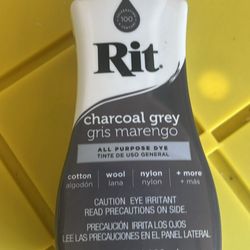 100
Rit
charcoal grey
gris marengo
ALL PURPOSE DYE
TINTE DE USO GENERAL
cotton wool nylon + more
algodón lana nylon + más
CAUTION: EYE IRRITANT
READ PRECAUTIONS ON SIDE.
PRECAUCIÓN: IRRITA LOS OJOS
LEE LAS PRECAUCIONES EN EL PANEL LATERAL